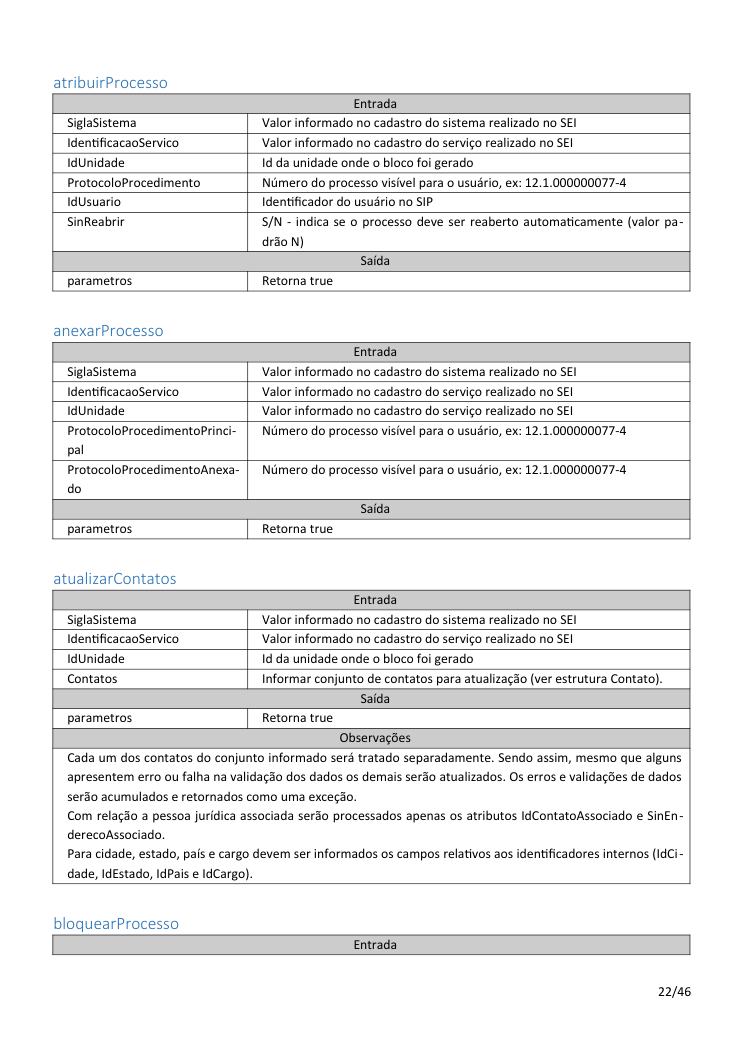 atribuirProcesso
Entrada
SiglaSistema Valor informado no cadastro do sistema realizado no SEI
IdentificacaoServico Valor informado no cadastro do serviço realizado no SEI
IdUnidade Id da unidade onde o bloco foi gerado
ProtocoloProcedimento Número do processo visível para o usuário, ex: 12.1.000000077-4
IdUsuario Identificador do usuário no SIP
SinReabrir S/N - indica se o processo deve ser reaberto automaticamente (valor pa-
drão N)
Saída
parametros Retorna true
anexarProcesso
Entrada
SiglaSistema Valor informado no cadastro do sistema realizado no SEI
IdentificacaoServico Valor informado no cadastro do serviço realizado no SEI
IdUnidade Valor informado no cadastro do serviço realizado no SEI
ProtocoloProcedimentoPrinci- Número do processo visível para o usuário, ex: 12.1.000000077-4
pal
ProtocoloProcedimentoAnexa- Número do processo visível para o usuário, ex: 12.1.000000077-4
do
Saída
parametros Retorna true
atualizarContatos
Entrada
SiglaSistema Valor informado no cadastro do sistema realizado no SEI
IdentificacaoServico Valor informado no cadastro do serviço realizado no SEI
IdUnidade Id da unidade onde o bloco foi gerado
Contatos Informar conjunto de contatos para atualização (ver estrutura Contato).
Saída
parametros Retorna true
Observações
Cada um dos contatos do conjunto informado será tratado separadamente. Sendo assim, mesmo que alguns
apresentem erro ou falha na validação dos dados os demais serão atualizados. Os erros e validações de dados
serão acumulados e retornados como uma exceção.
Com relação a pessoa jurídica associada serão processados apenas os atributos IdContatoAssociado e SinEn-
derecoAssociado.
Para cidade, estado, país e cargo devem ser informados os campos relativos aos identificadores internos (IdCi-
dade, IdEstado, IdPais e IdCargo).
bloquearProcesso
Entrada
22/46